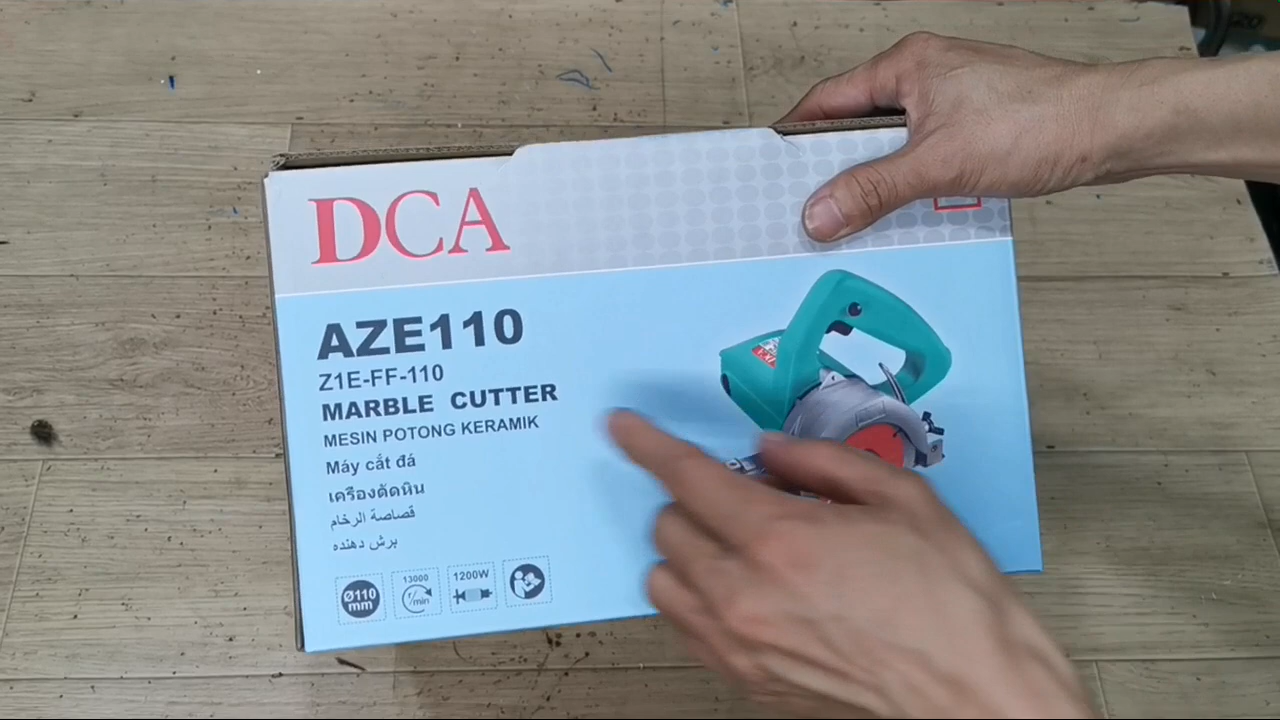 DCA
AZE110
Z1E-FF-110
MARBLE CUTTER
MESIN POTONG KERAMIK
Máy cắt đá
เครื่องตัดหิน
قصاصة الرخام
برش دهنده
Ø110
mm
13000
r/min
1200W